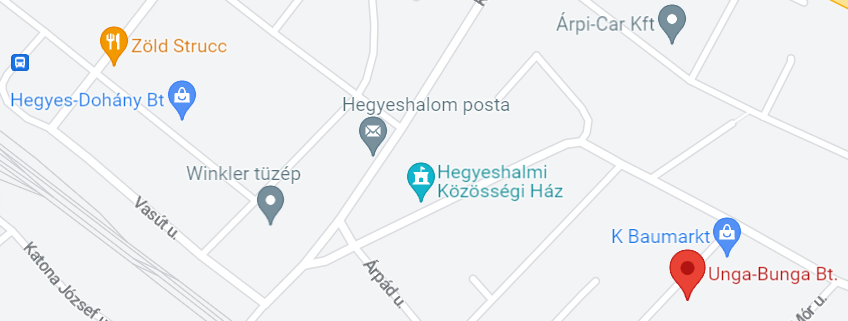 Árpi-Car Kft
Zöld Strucc
Hegyes-Dohány Bt
Hegyeshalom posta
Winkler tüzép
Hegyeshalmi
Közösségi Ház
Vasút u.
K Baumarkt
Katona József u.
Árpád u.
Unga-Bunga Bt.
Mór u.